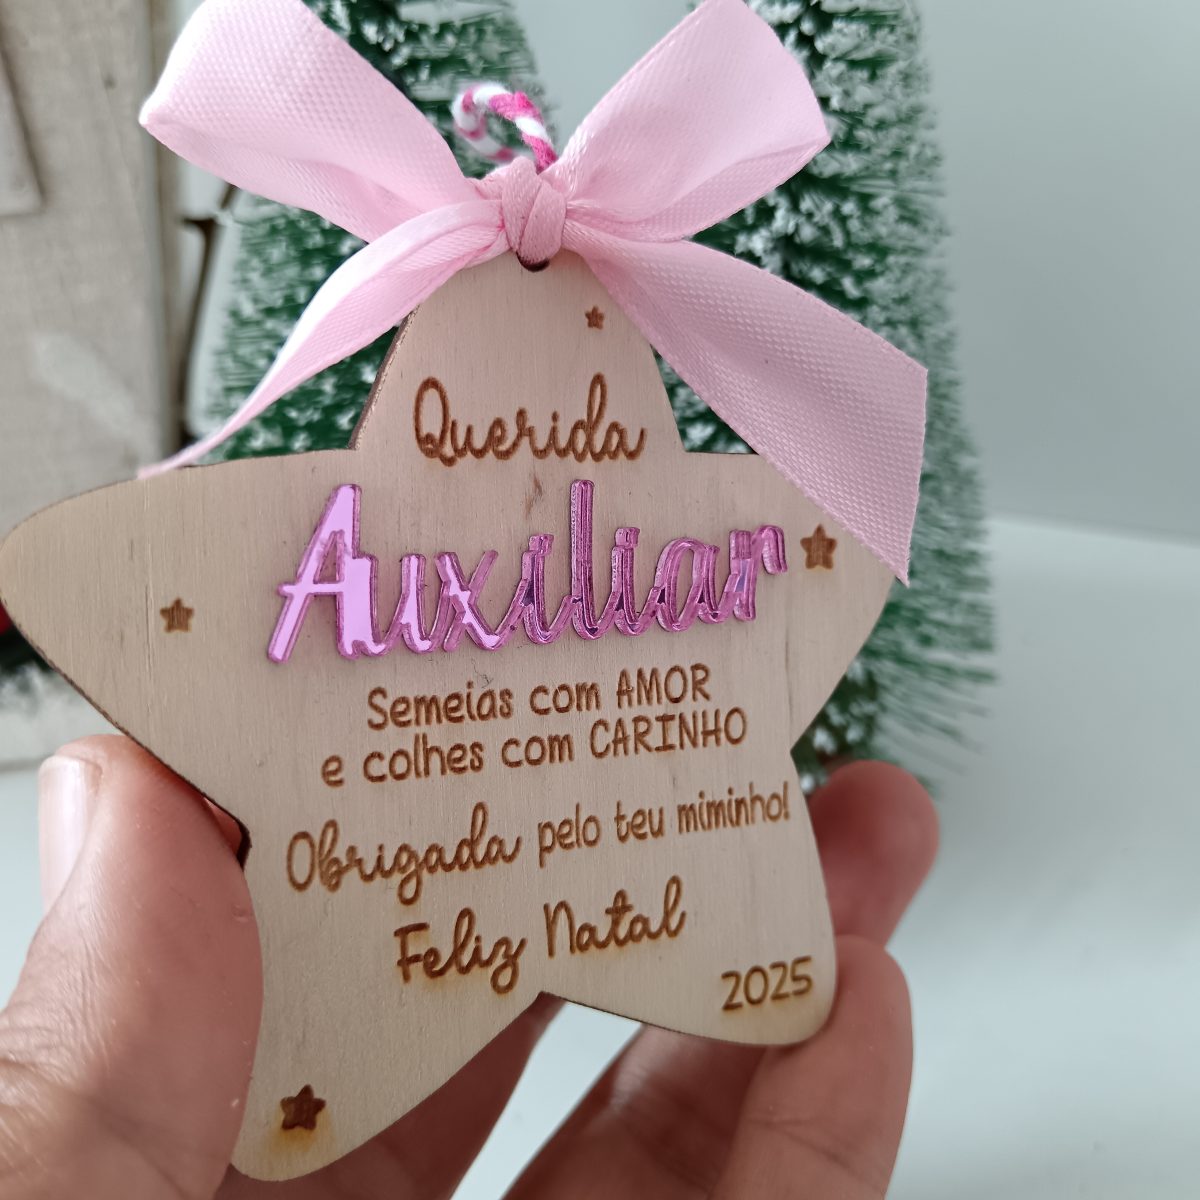 Querida
Auxiliar
Semeias com AMOR
e colhes com CARINHO
Obrigada pelo teu miminho!
Feliz Natal
2025